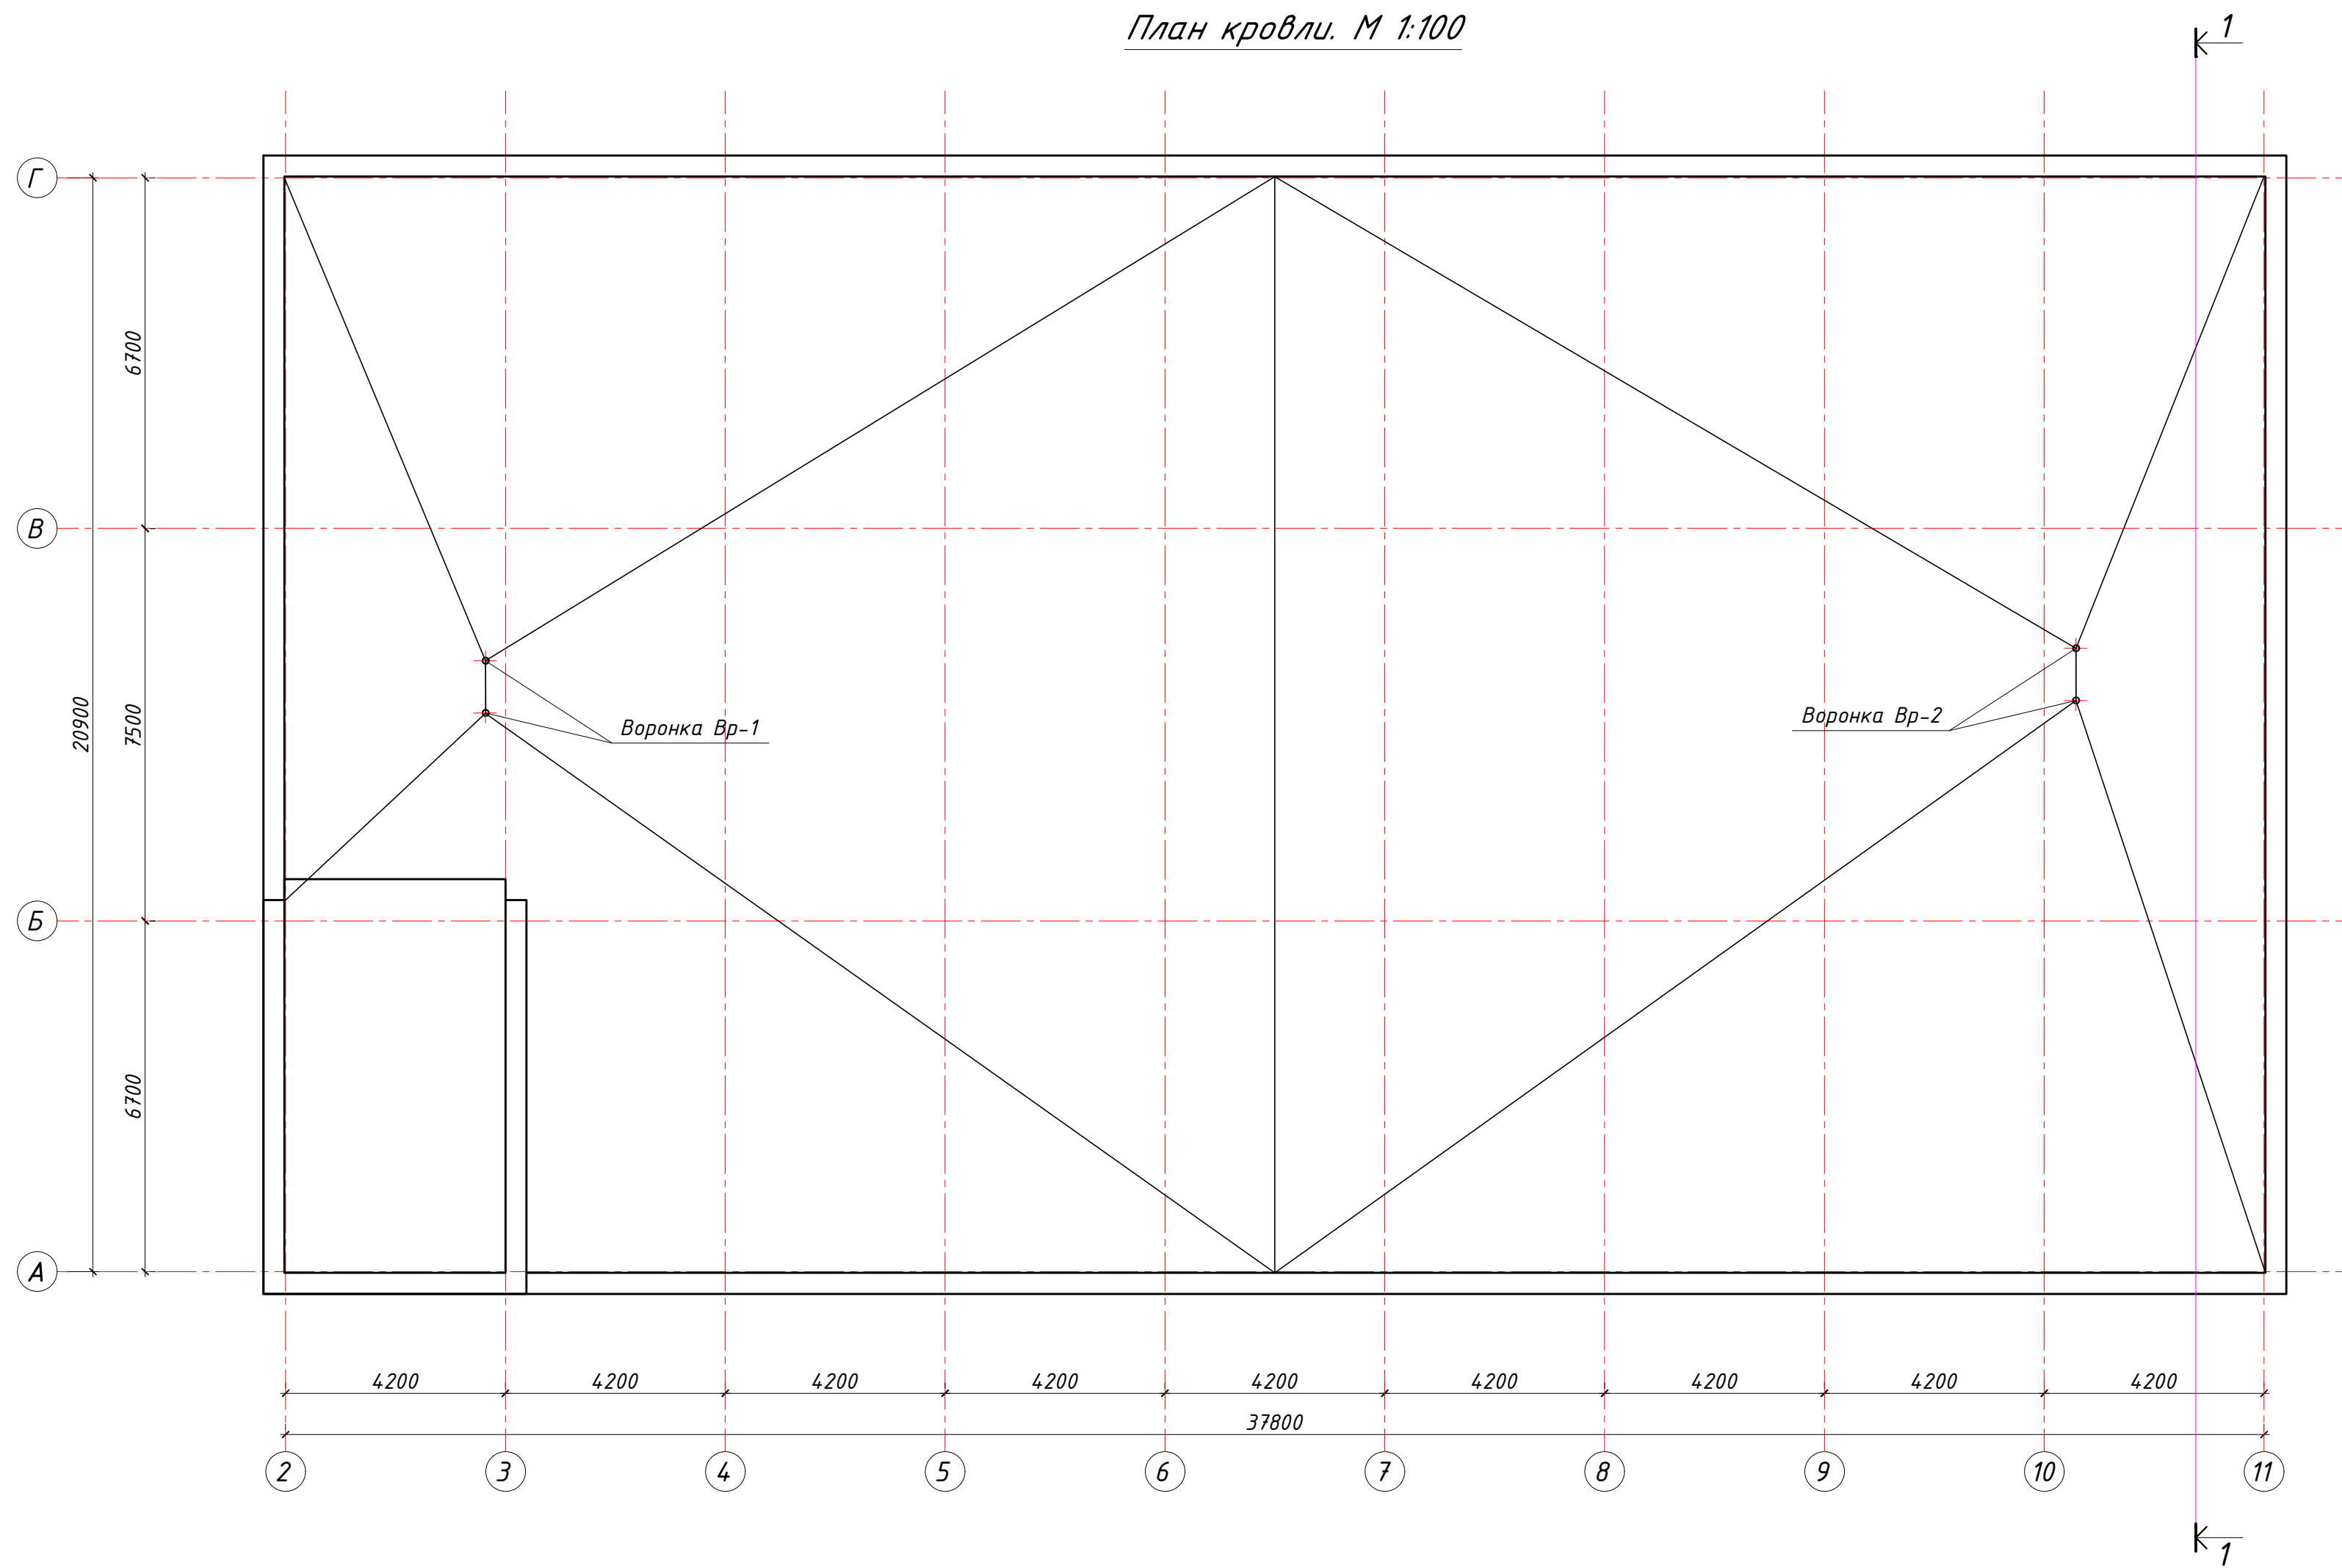 План кровли. М 1:100
1
Г
6700
В
20900
7500
Воронка Вр-1
Воронка Вр-2
Б
6700
А
4200 4200 4200 4200 4200 4200 4200 4200 4200
37800
2 3 4 5 6 7 8 9 10 11
1